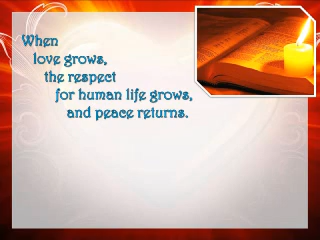 When
love grows,
the respect
for human life grows,
and peace returns.